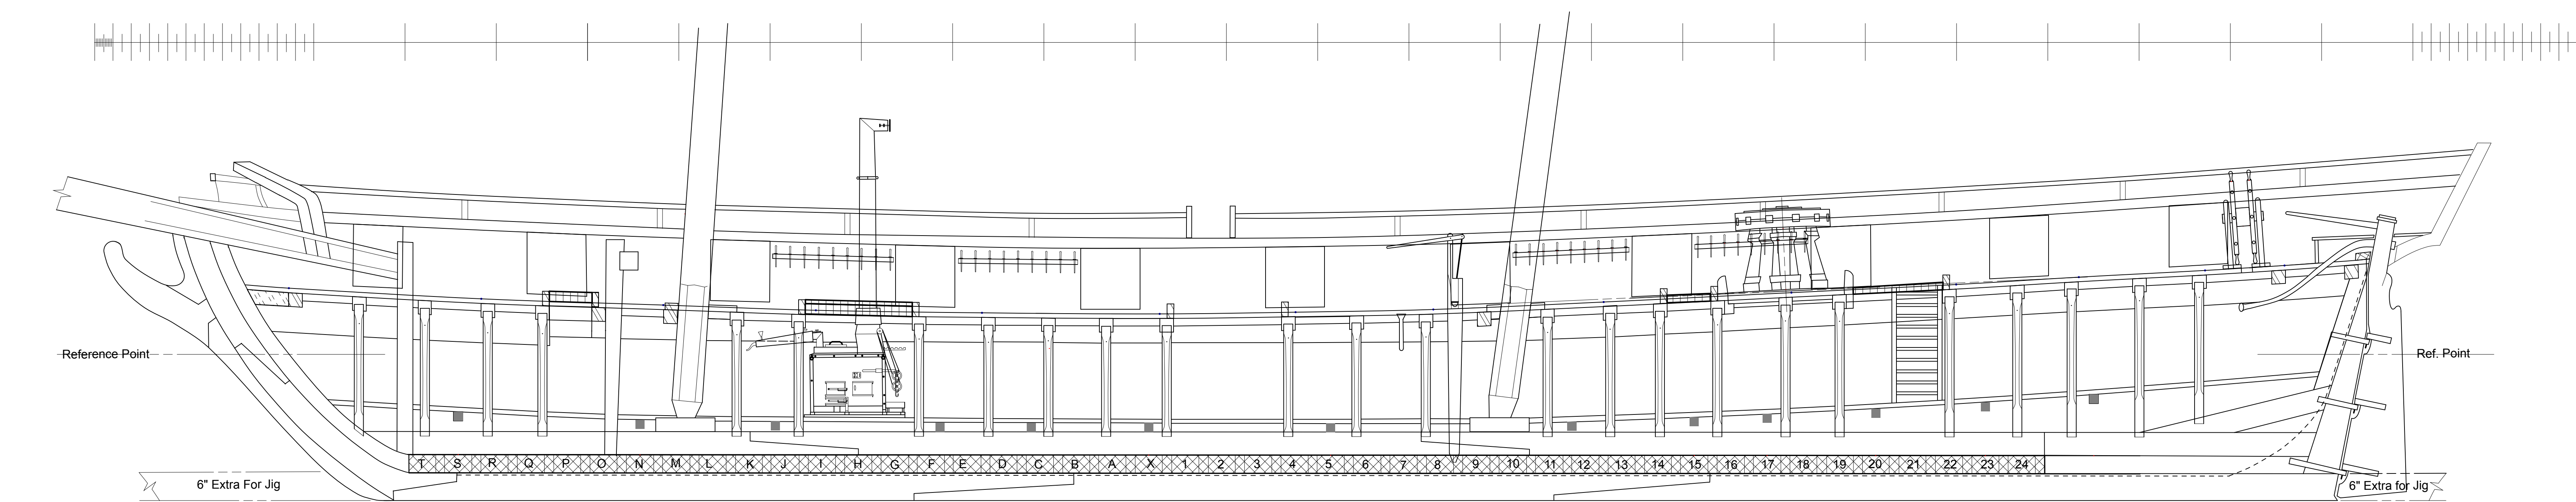 Reference Point
Ref. Point
T S R Q P O N M L K J I H G F E D C B A X 1 2 3 4 5 6 7 8 9 10 11 12 13 14 15 16 17 18 19 20 21 22 23 24
6" Extra For Jig
6" Extra for Jig